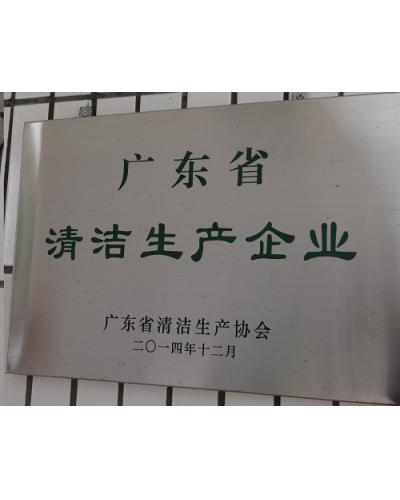 广东省
清洁生产企业
广东省清洁生产协会
二〇一四年十二月